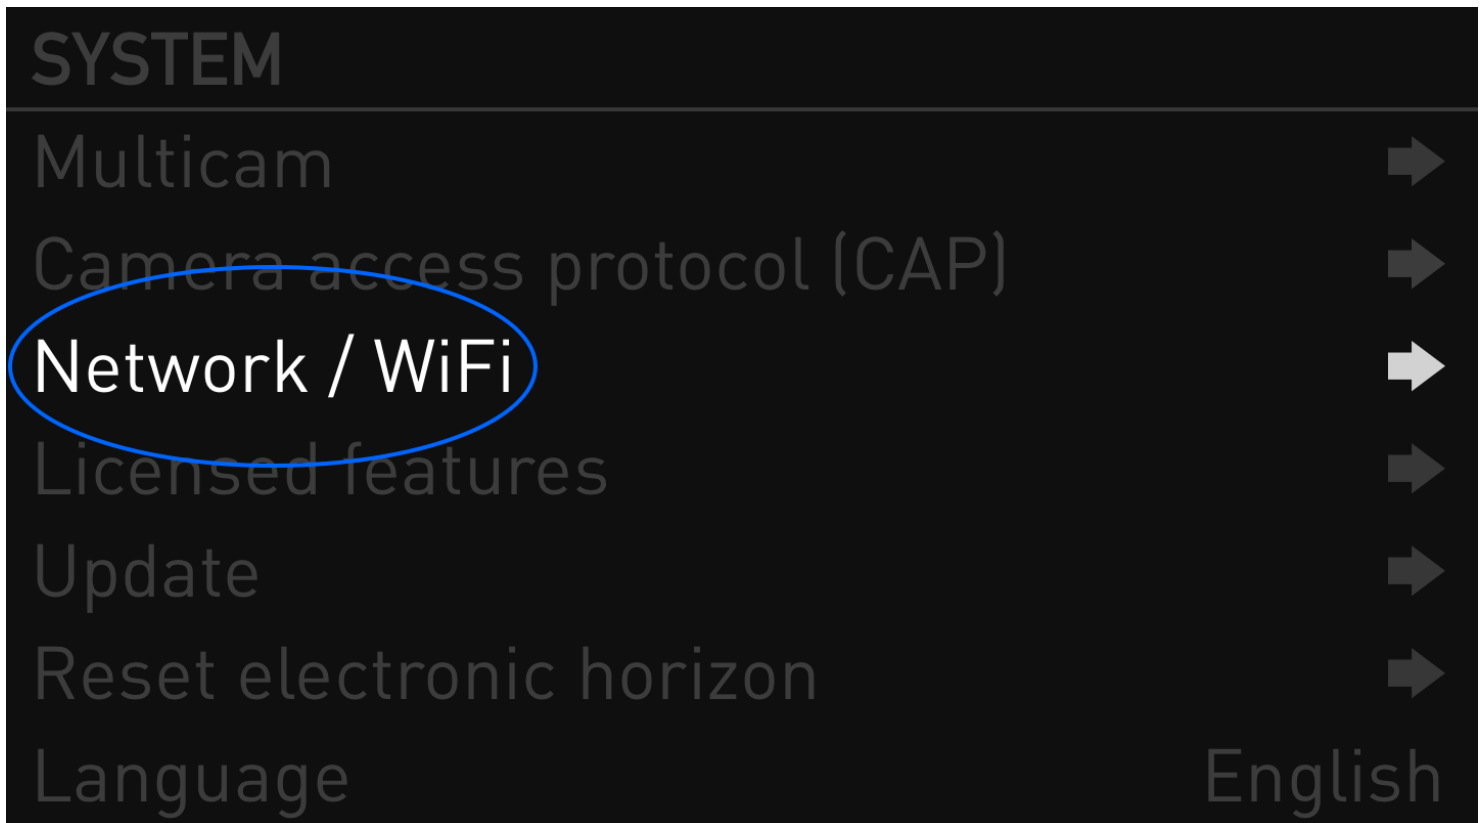 SYSTEM
Multicam
Camera access protocol (CAP)
Network / WiFi
Licensed features
Update
Reset electronic horizon
Language English